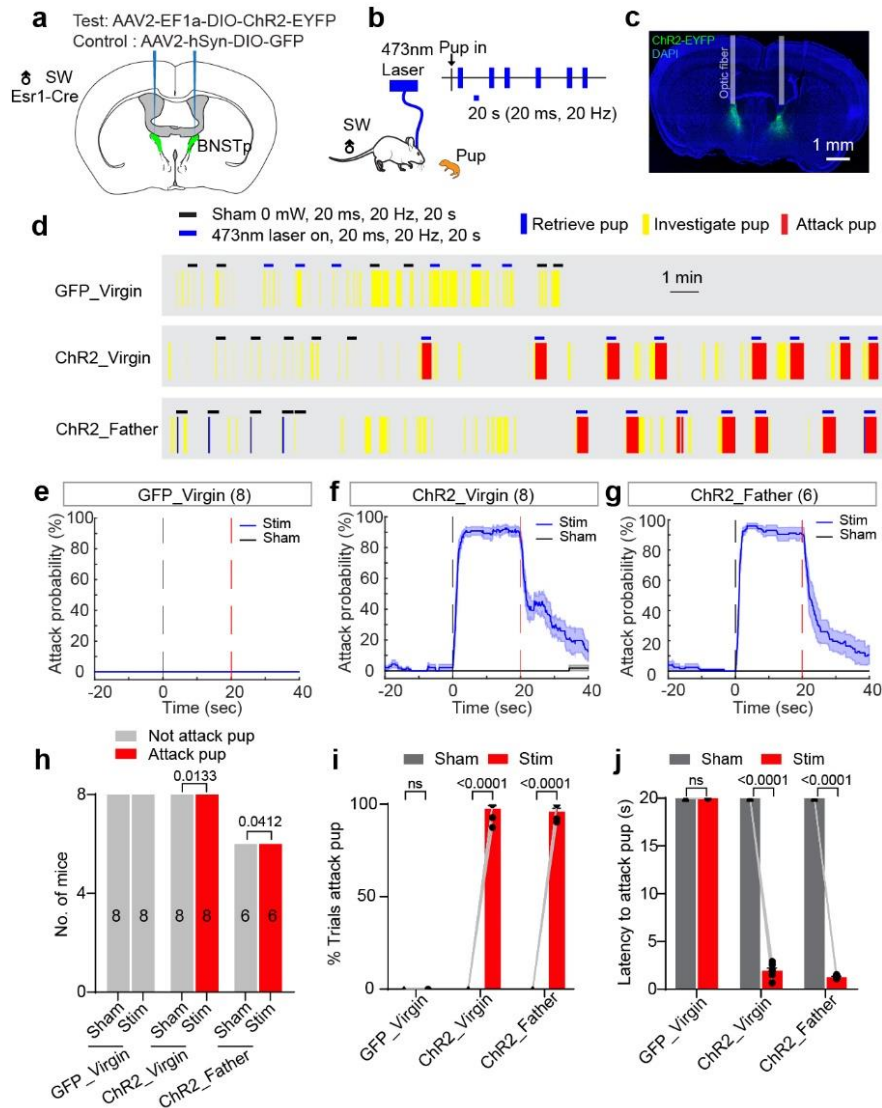 a
Test: AAV2-EF1a-DIO-ChR2-EYFP
Control : AAV2-hSyn-DIO-GFP
♂ SW
Esr1-Cre
BNSTp
b
473nm
Laser
Pup in
20 s (20 ms, 20 Hz)
SW
♂
Pup
c
ChR2-EYFP
DAPI
Optic fiber
1 mm
d
Sham 0 mW, 20 ms, 20 Hz, 20 s
473nm laser on, 20 ms, 20 Hz, 20 s
Retrieve pup
Investigate pup
Attack pup
1 min
GFP_Virgin
ChR2_Virgin
ChR2_Father
e
GFP_Virgin (8)
Attack probability (%)
100
80
60
40
20
0
-20 0 20 40
Time (sec)
Stim
Sham
f
ChR2_Virgin (8)
Attack probability (%)
100
80
60
40
20
0
-20 0 20 40
Time (sec)
Stim
Sham
g
ChR2_Father (6)
Attack probability (%)
100
80
60
40
20
0
-20 0 20 40
Time (sec)
Stim
Sham
h
Not attack pup
Attack pup
No. of mice
8
4
0
0.0133
0.0412
8 8 8 8 6 6
Sham Stim Sham Stim Sham Stim
GFP_Virgin
ChR2_Virgin
ChR2_Father
i
Sham Stim
% Trials attack pup
100
50
0
ns <0.0001 <0.0001
GFP_Virgin
ChR2_Virgin
ChR2_Father
j
Sham Stim
Latency to attack pup (s)
20
15
10
5
0
ns <0.0001 <0.0001
GFP_Virgin
ChR2_Virgin
ChR2_Father